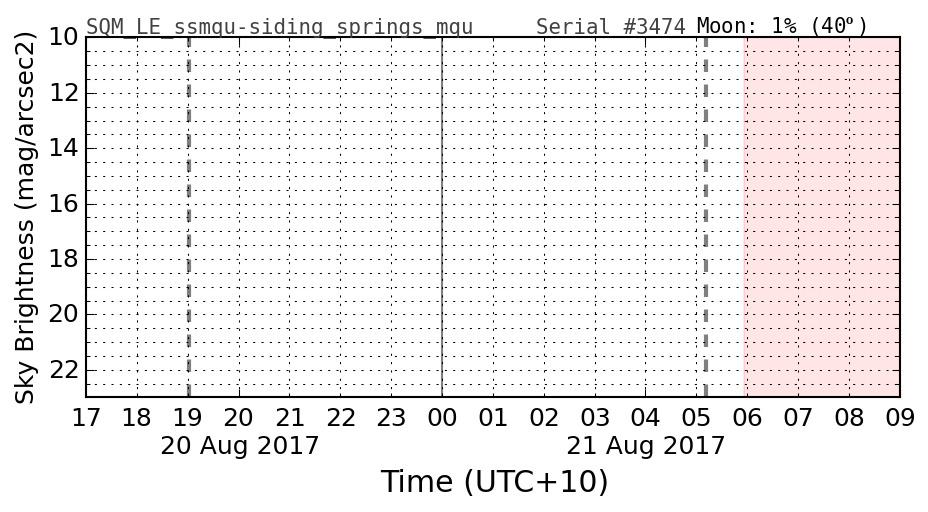 SQM_LE_ssmqu-siding_springs_mqu Serial #3474 Moon: 1% (40°)
10
12
14
16
18
20
22
Sky Brightness (mag/arcsec2)
17 18 19 20 21 22 23 00 01 02 03 04 05 06 07 08 09
20 Aug 2017 21 Aug 2017
Time (UTC+10)